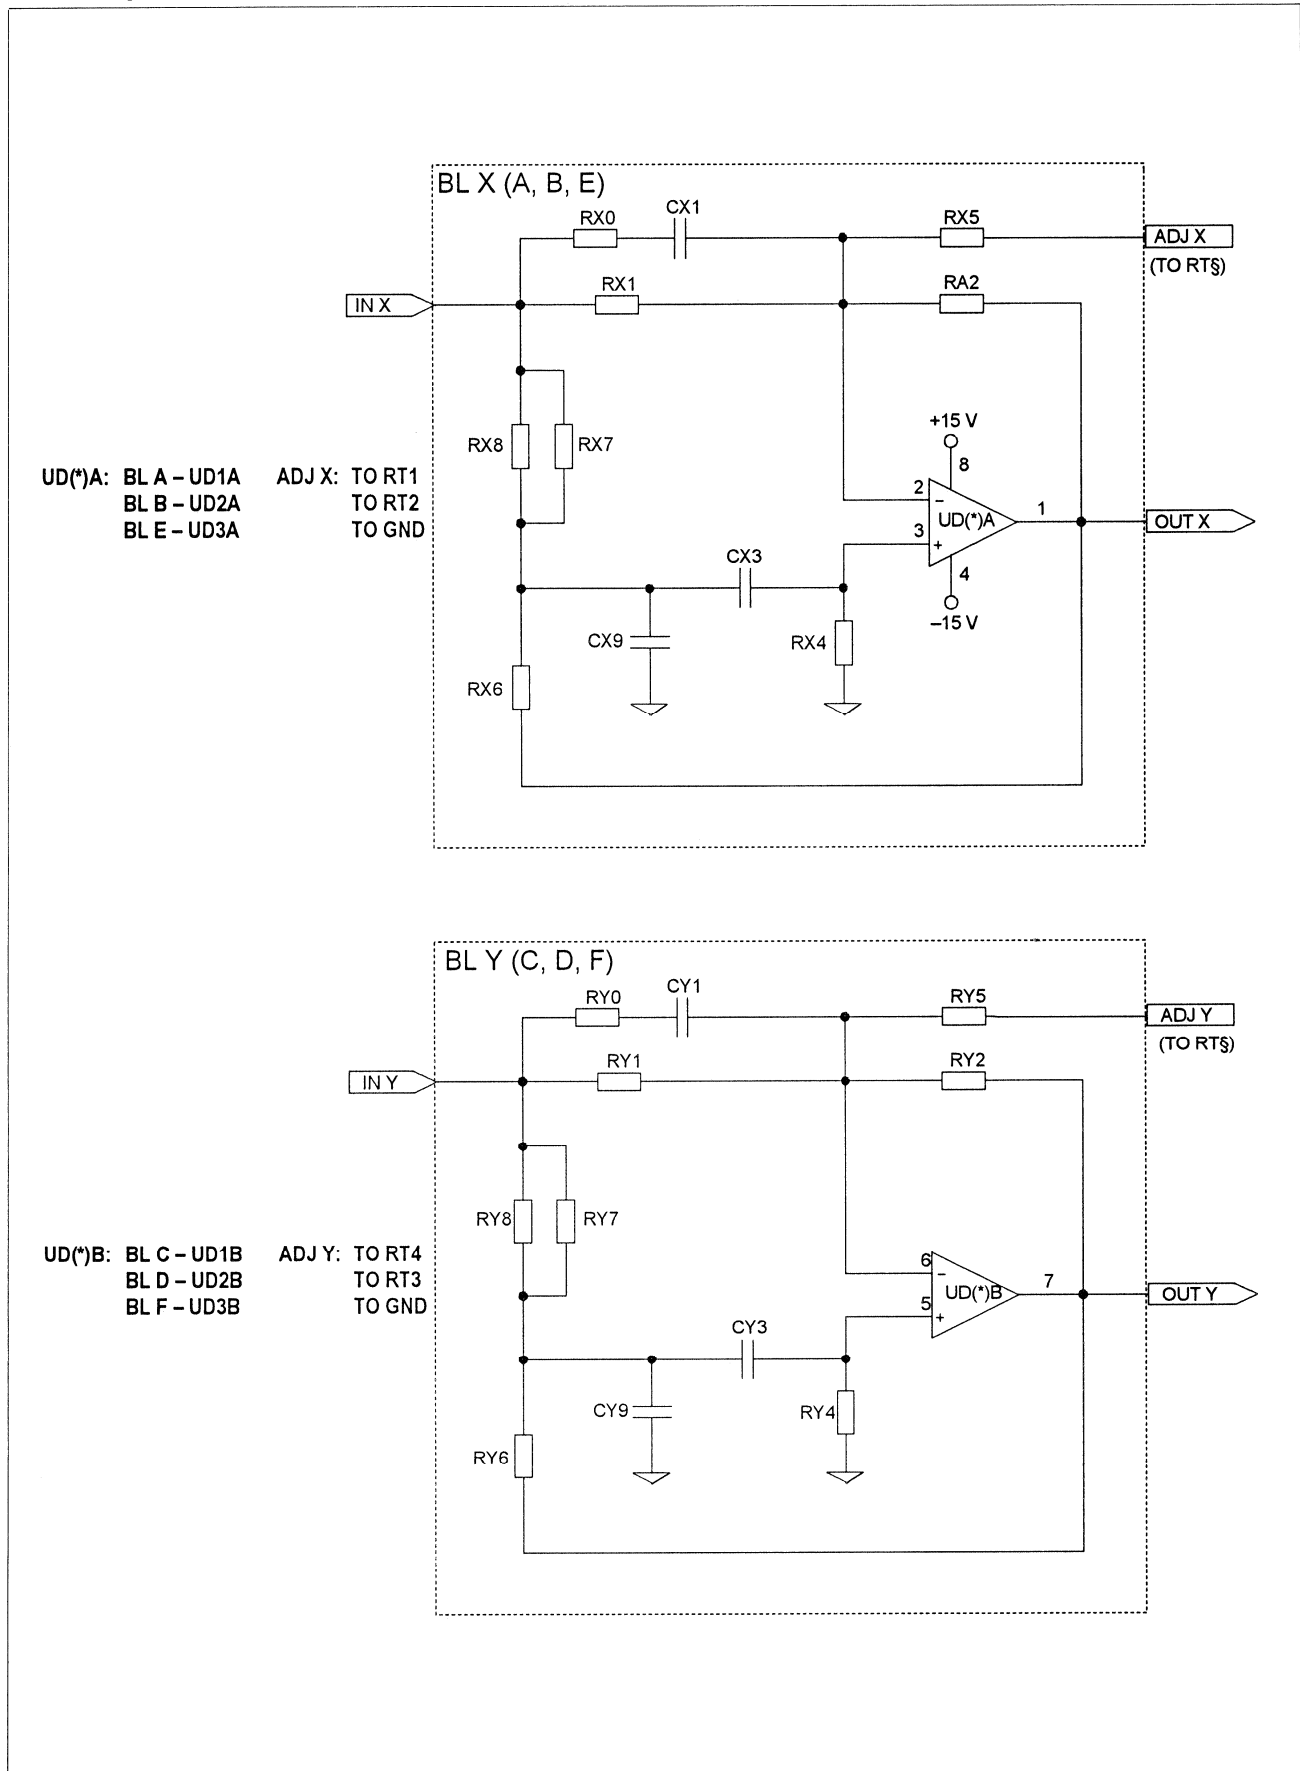 BL X (A, B, E)
CX1
RX0
RX5
ADJ X
(TO RT§)
RX1
RA2
IN X
+15 V
8
RX8
RX7
UD(*)A: BL A – UD1A ADJ X: TO RT1
BL B – UD2A TO RT2
BL E – UD3A TO GND
2
–
UD(*)A
1
OUT X
3
+
4
–15 V
CX3
CX9
RX4
RX6
BL Y (C, D, F)
CY1
RY0
RY5
ADJ Y
(TO RT§)
RY1
RY2
IN Y
RY8
RY7
UD(*)B: BL C – UD1B ADJ Y: TO RT4
BL D – UD2B TO RT3
BL F – UD3B TO GND
6
–
UD(*)B
7
OUT Y
5
+
CY3
CY9
RY4
RY6